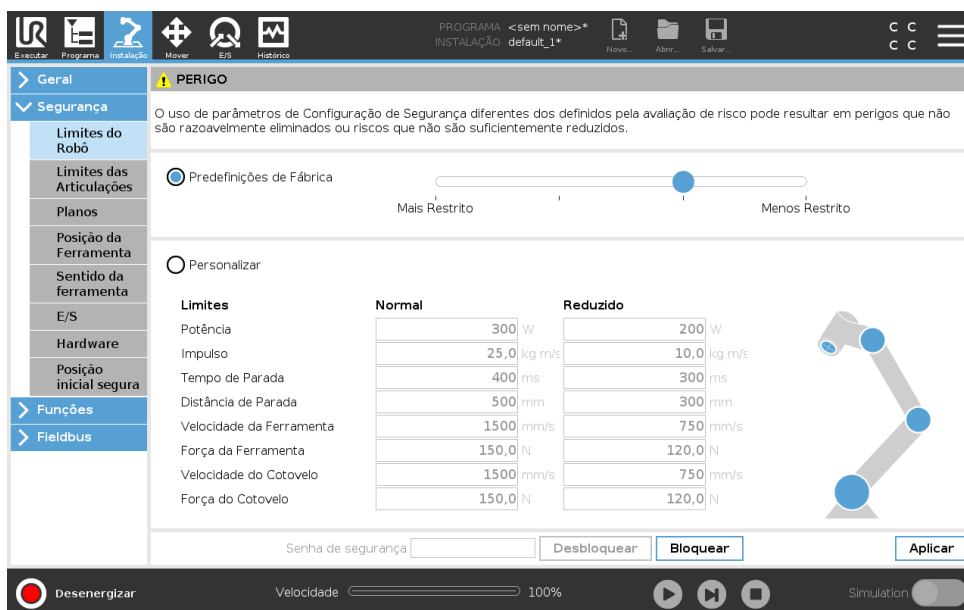 UR
PROGRAMA <sem nome>*
INSTALAÇÃO default_1*
Executar Programa Instalação Mover E/S Histórico Novo... Abrir... Salvar...
C C
C C
Geral
Segurança
Limites do
Robô
Limites das
Articulações
Planos
Posição da
Ferramenta
Sentido da
ferramenta
E/S
Hardware
Posição
inicial segura
Funções
Fieldbus
PERIGO
O uso de parâmetros de Configuração de Segurança diferentes dos definidos pela avaliação de risco pode resultar em perigos que não
são razoavelmente eliminados ou riscos que não são suficientemente reduzidos.
Predefinições de Fábrica
Mais Restrito Menos Restrito
Personalizar
Limites Normal Reduzido
Potência 300 W 200 W
Impulso 25,0 kg m/s 10,0 kg m/s
Tempo de Parada 400 ms 300 ms
Distância de Parada 500 mm 300 mm
Velocidade da Ferramenta 1500 mm/s 750 mm/s
Força da Ferramenta 150,0 N 120,0 N
Velocidade do Cotovelo 1500 mm/s 750 mm/s
Força do Cotovelo 150,0 N 120,0 N
Senha de segurança Desbloquear Bloquear Aplicar
Desenergizar Velocidade 100% Simulation